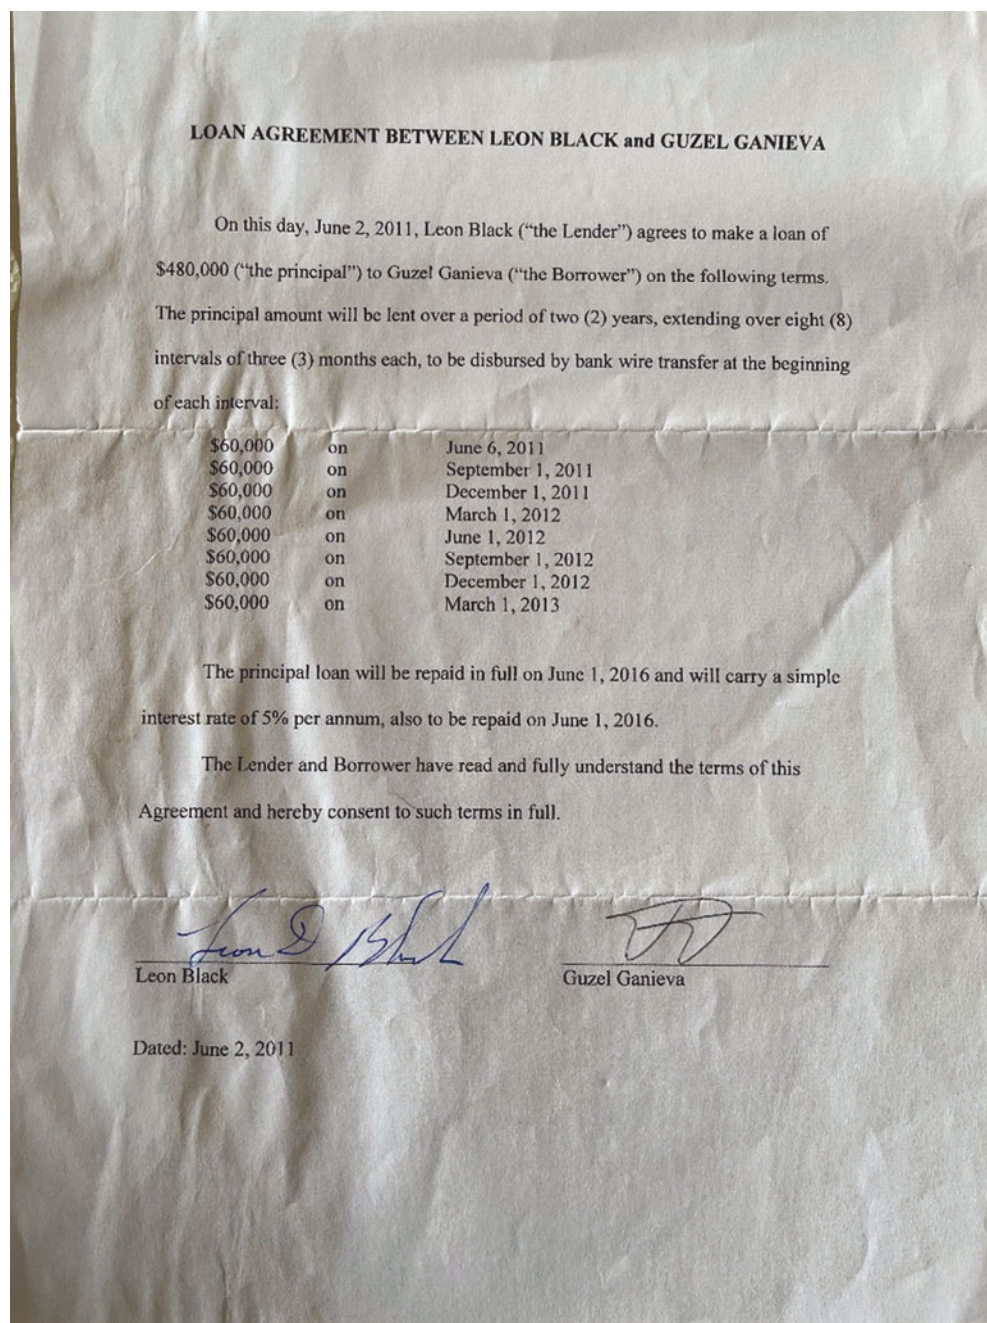 LOAN AGREEMENT BETWEEN LEON BLACK and GUZEL GANIEVA
On this day, June 2, 2011, Leon Black (“the Lender”) agrees to make a loan of
$480,000 (“the principal”) to Guzel Ganieva (“the Borrower”) on the following terms.
The principal amount will be lent over a period of two (2) years, extending over eight (8)
intervals of three (3) months each, to be disbursed by bank wire transfer at the beginning
of each interval:
$60,000 on June 6, 2011
$60,000 on September 1, 2011
$60,000 on December 1, 2011
$60,000 on March 1, 2012
$60,000 on June 1, 2012
$60,000 on September 1, 2012
$60,000 on December 1, 2012
$60,000 on March 1, 2013
The principal loan will be repaid in full on June 1, 2016 and will carry a simple
interest rate of 5% per annum, also to be repaid on June 1, 2016.
The Lender and Borrower have read and fully understand the terms of this
Agreement and hereby consent to such terms in full.
Leon D Black
Leon Black Guzel Ganieva
Dated: June 2, 2011